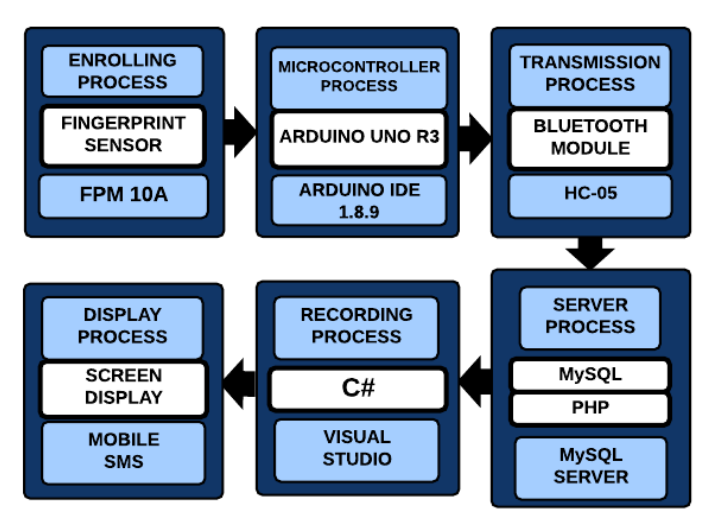 ENROLLING
PROCESS
FINGERPRINT
SENSOR
FPM 10A
MICROCONTROLLER
PROCESS
ARDUINO UNO R3
ARDUINO IDE
1.8.9
TRANSMISSION
PROCESS
BLUETOOTH
MODULE
HC-05
SERVER
PROCESS
MySQL
PHP
MySQL
SERVER
RECORDING
PROCESS
C#
VISUAL
STUDIO
DISPLAY
PROCESS
SCREEN
DISPLAY
MOBILE
SMS